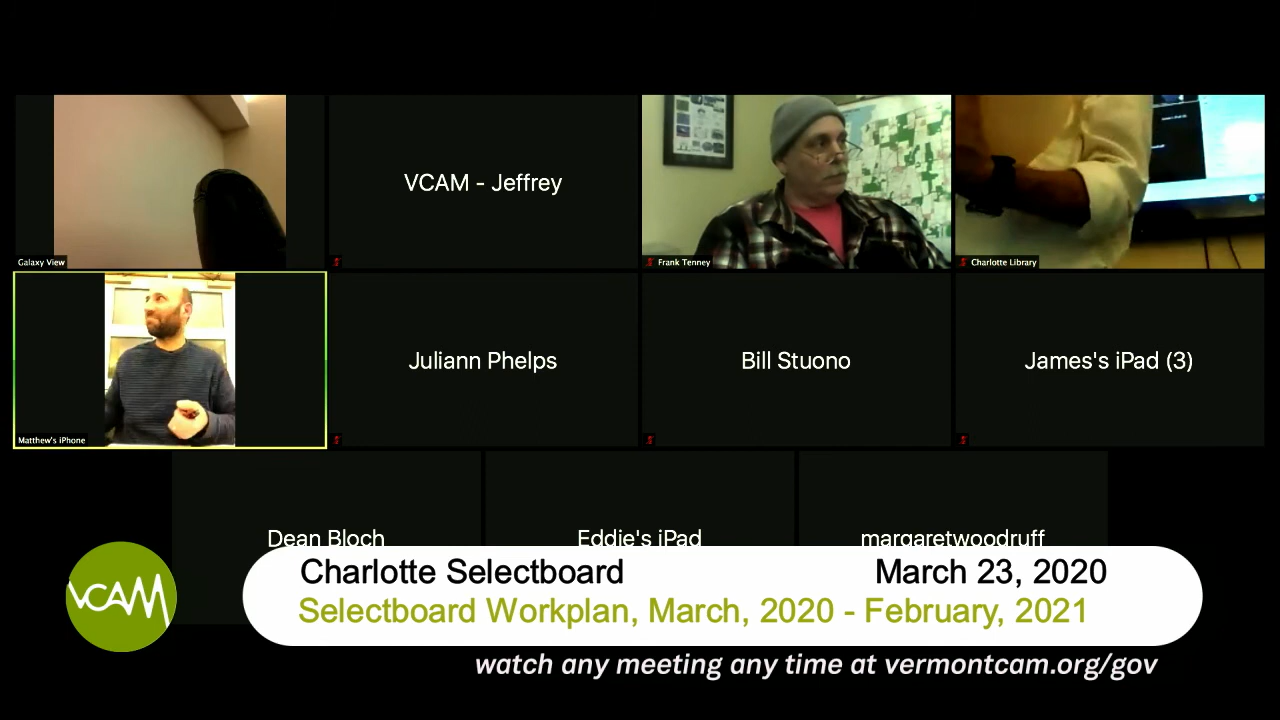 VCAM - Jeffrey
Galaxy View
Frank Tenney
Charlotte Library
Juliann Phelps
Bill Stuono
James's iPad (3)
Matthew's iPhone
Dean Bloch
Eddie's iPad
margaretwoodruff
Charlotte Selectboard
March 23, 2020
Selectboard Workplan, March, 2020 - February, 2021
VCAM
watch any meeting any time at vermontcam.org/gov